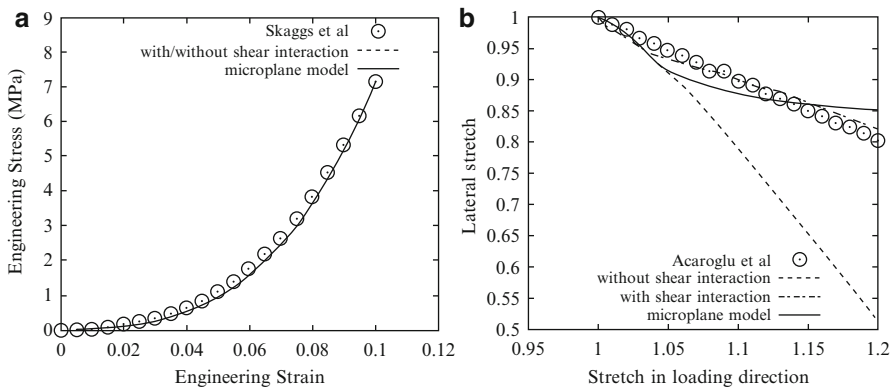 a
9
8
7
6
5
4
3
2
1
0
Engineering Stress (MPa)
Skaggs et al
with/without shear interaction
microplane model
0 0.02 0.04 0.06 0.08 0.1 0.12
Engineering Strain
b
1
0.95
0.9
0.85
0.8
0.75
0.7
0.65
0.6
0.55
0.5
Lateral stretch
Acaroglu et al
without shear interaction
with shear interaction
microplane model
0.95 1 1.05 1.1 1.15 1.2
Stretch in loading direction